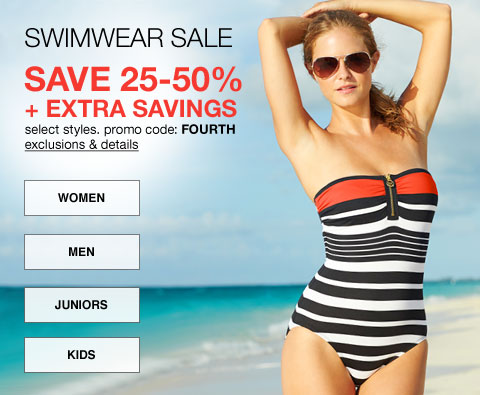 SWIMWEAR SALE
SAVE 25-50%
+ EXTRA SAVINGS
select styles. promo code: FOURTH
exclusions & details
WOMEN
MEN
JUNIORS
KIDS